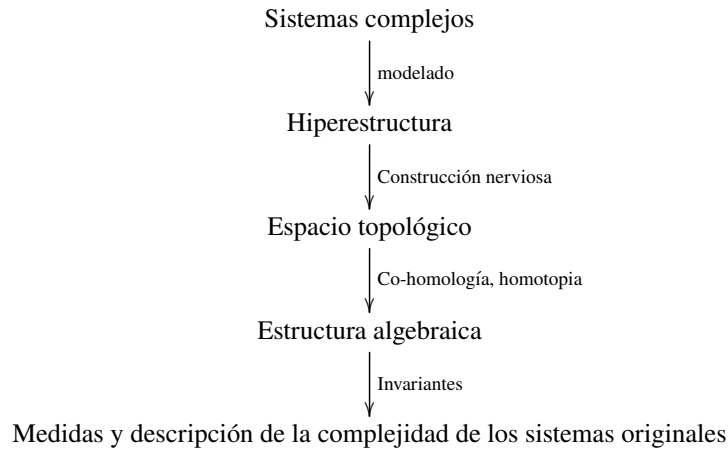 Sistemas complejos
modelado
Hiperestructura
Construcción nerviosa
Espacio topológico
Co-homología, homotopia
Estructura algebraica
Invariantes
Medidas y descripción de la complejidad de los sistemas originales